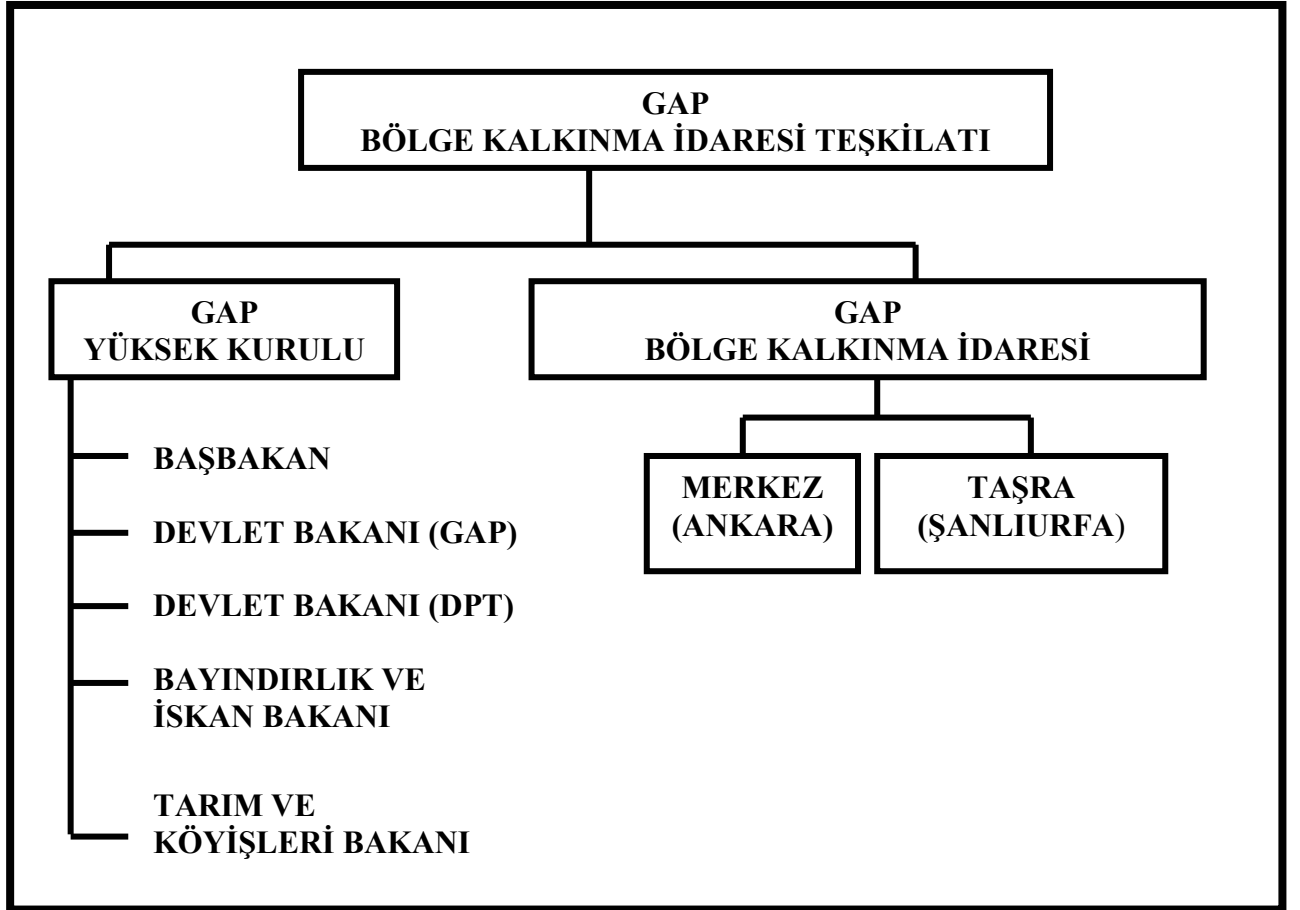 GAP
BÖLGE KALKINMA İDARESİ TEŞKİLATI
GAP
YÜKSEK KURULU
GAP
BÖLGE KALKINMA İDARESİ
BAŞBAKAN
DEVLET BAKANI (GAP)
DEVLET BAKANI (DPT)
BAYINDIRLIK VE
İSKAN BAKANI
TARIM VE
KÖYİŞLERİ BAKANI
MERKEZ
(ANKARA)
TAŞRA
(ŞANLIURFA)